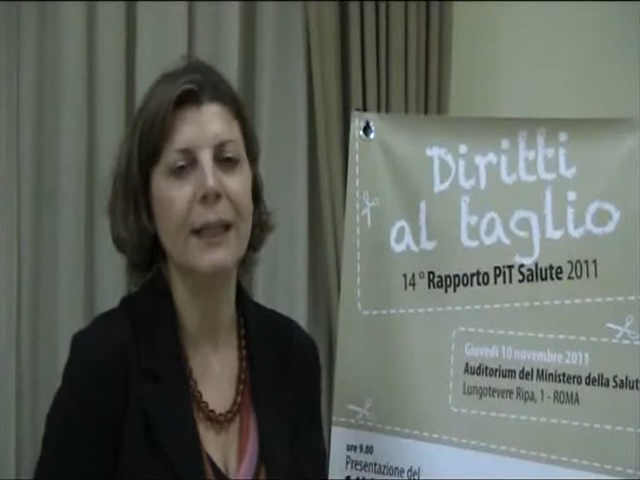 Diritti
al taglio
14° Rapporto PiT Salute 2011
Giovedì 10 novembre 2011
Auditorium del Ministero della Salut
Lungotevere Ripa, 1 - ROMA
ore 9.00
Presentazione del